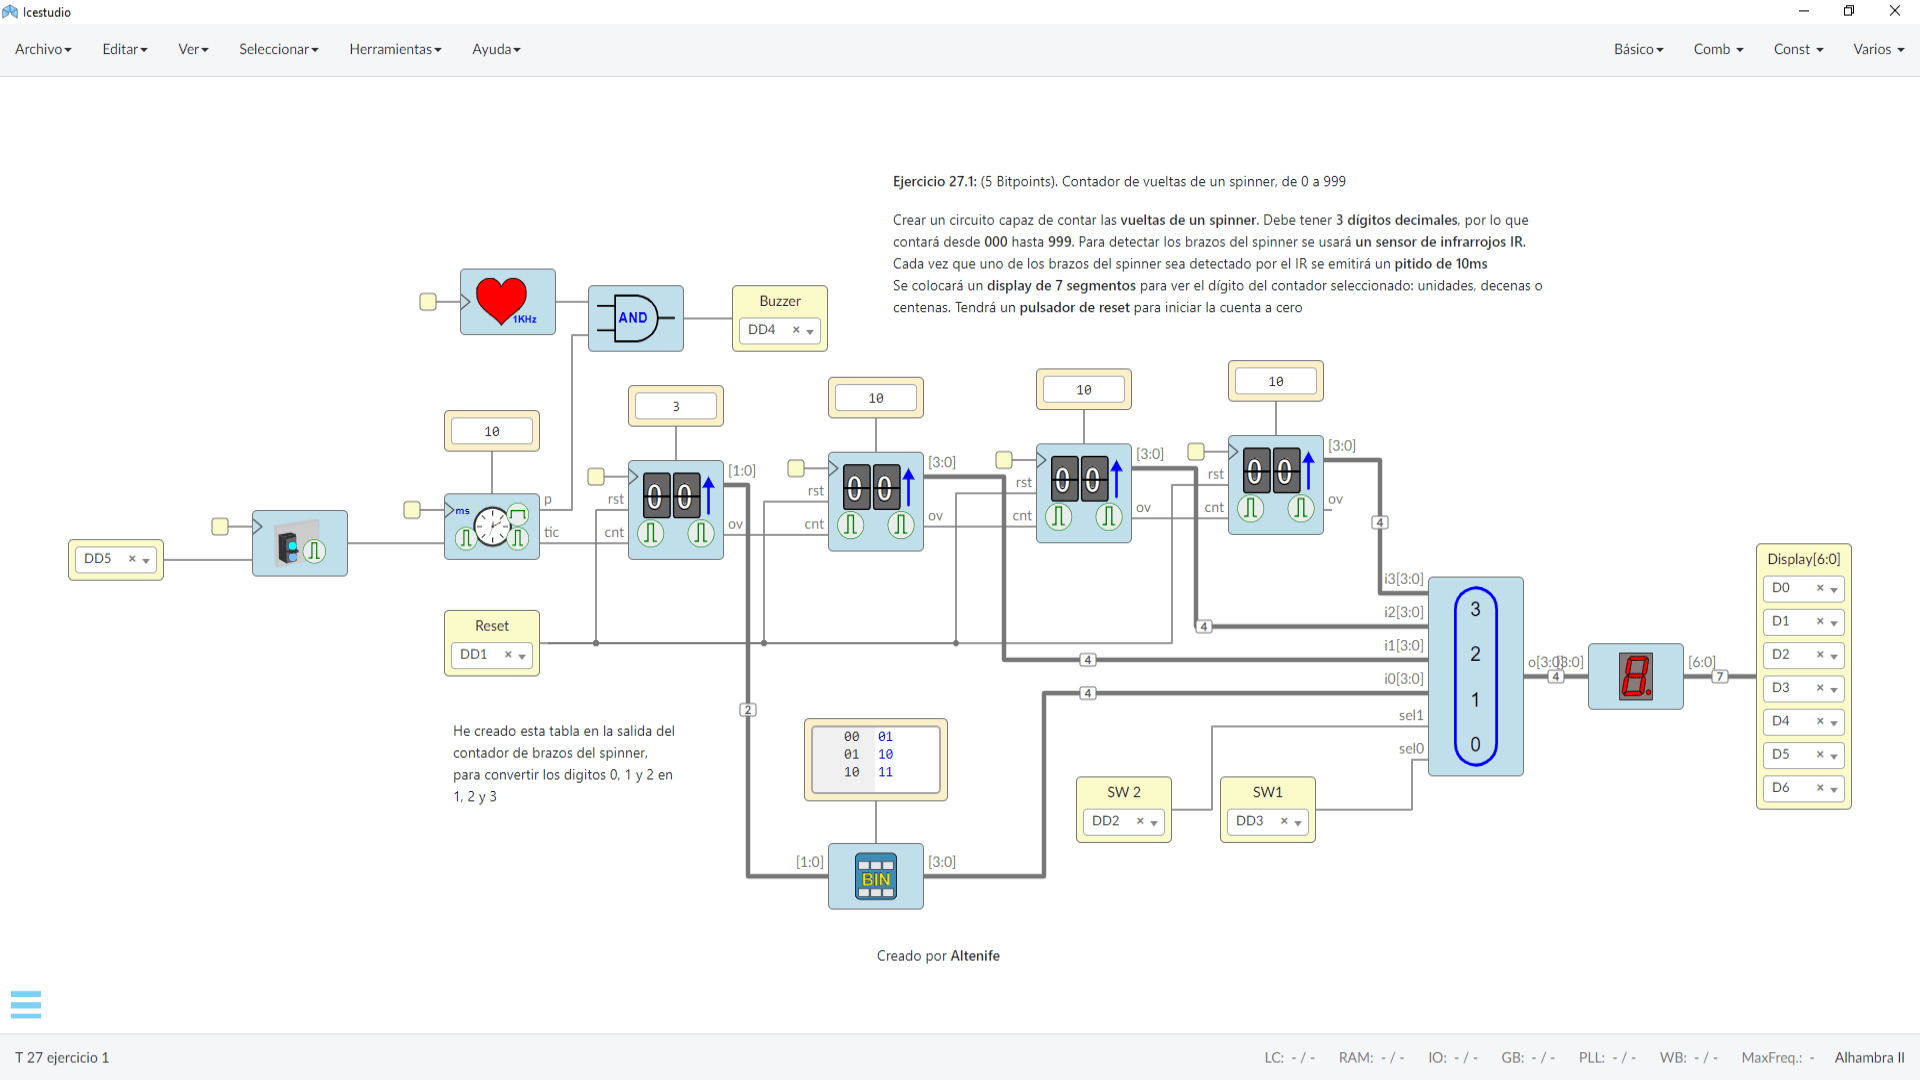 Icestudio
Archivo Editar Ver Seleccionar Herramientas Ayuda Básico Comb Const Varios
Ejercicio 27.1: (5 Bitpoints). Contador de vueltas de un spinner, de 0 a 999
Crear un circuito capaz de contar las vueltas de un spinner. Debe tener 3 dígitos decimales, por lo que
contará desde 000 hasta 999. Para detectar los brazos del spinner se usará un sensor de infrarrojos IR.
Cada vez que uno de los brazos del spinner sea detectado por el IR se emitirá un pitido de 10ms
Se colocará un display de 7 segmentos para ver el dígito del contador seleccionado: unidades, decenas o
centenas. Tendrá un pulsador de reset para iniciar la cuenta a cero
1KHz
AND
Buzzer
DD4
10
3
10
10
10
DD5
ms
p
tic
rst
cnt
00
[1:0]
ov
rst
cnt
00
[3:0]
ov
rst
cnt
00
[3:0]
ov
rst
cnt
00
[3:0]
ov
Reset
DD1
2
4
4
4
4
i3[3:0]
i2[3:0]
i1[3:0]
i0[3:0]
sel1
sel0
3
2
1
0
o[3:0]
[3:0]
4
8.
[6:0]
7
Display[6:0]
D0
D1
D2
D3
D4
D5
D6
He creado esta tabla en la salida del
contador de brazos del spinner,
para convertir los digitos 0, 1 y 2 en
1, 2 y 3
00 01
01 10
10 11
[1:0]
BIN
[3:0]
SW 2
DD2
SW1
DD3
Creado por Altenife
T 27 ejercicio 1
LC: - / - RAM: - / - IO: - / - GB: - / - PLL: - / - WB: - / - MaxFreq.: - Alhambra II